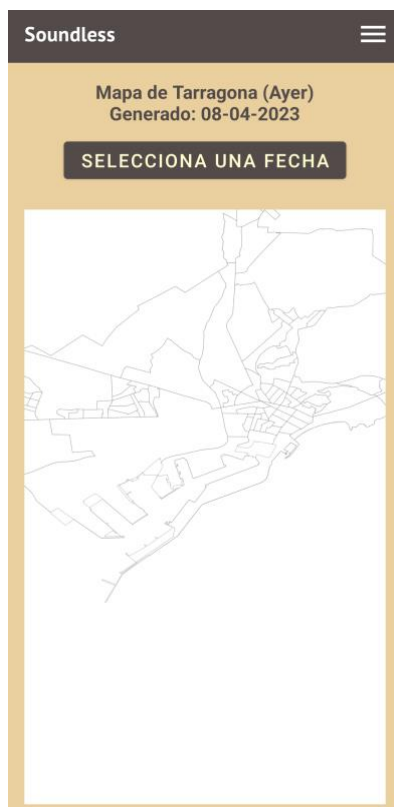 Soundless
Mapa de Tarragona (Ayer)
Generado: 08-04-2023
SELECCIONA UNA FECHA